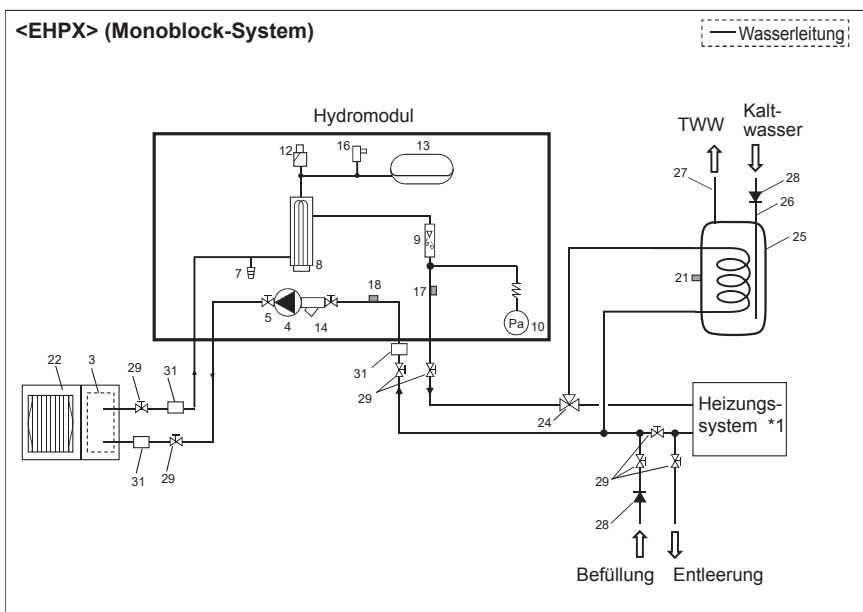 <EHPX> (Monoblock-System)
Wasserleitung
Hydromodul
TWW
Kalt-
wasser
12
16
13
27
28
26
25
9
7
8
21
18
17
5
4
14
Pa
10
22
3
29
31
31
29
24
Heizungs-
system *1
31
29
29
28
Befüllung
Entleerung